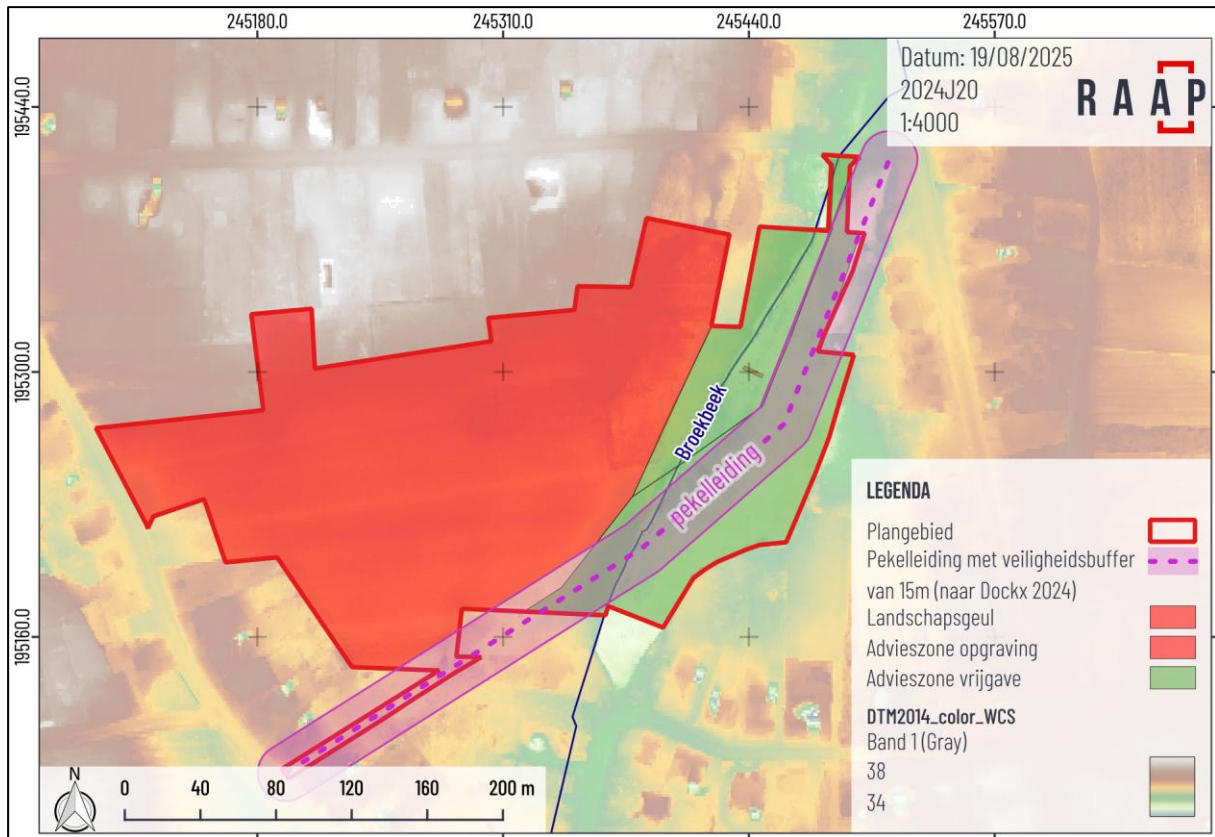 245180.0 245310.0 245440.0 245570.0
195440.0
195300.0
195160.0
Datum: 19/08/2025
2024J20
1:4000
RAAP
Broekbeek
pekelleiding
LEGENDA
Plangebied
Pekelleiding met veiligheidsbuffer
van 15m (naar Dockx 2024)
Landschapsgeul
Advieszone opgraving
Advieszone vrijgave
DTM2014_color_WCS
Band 1 (Gray)
38
34
N
0 40 80 120 160 200 m